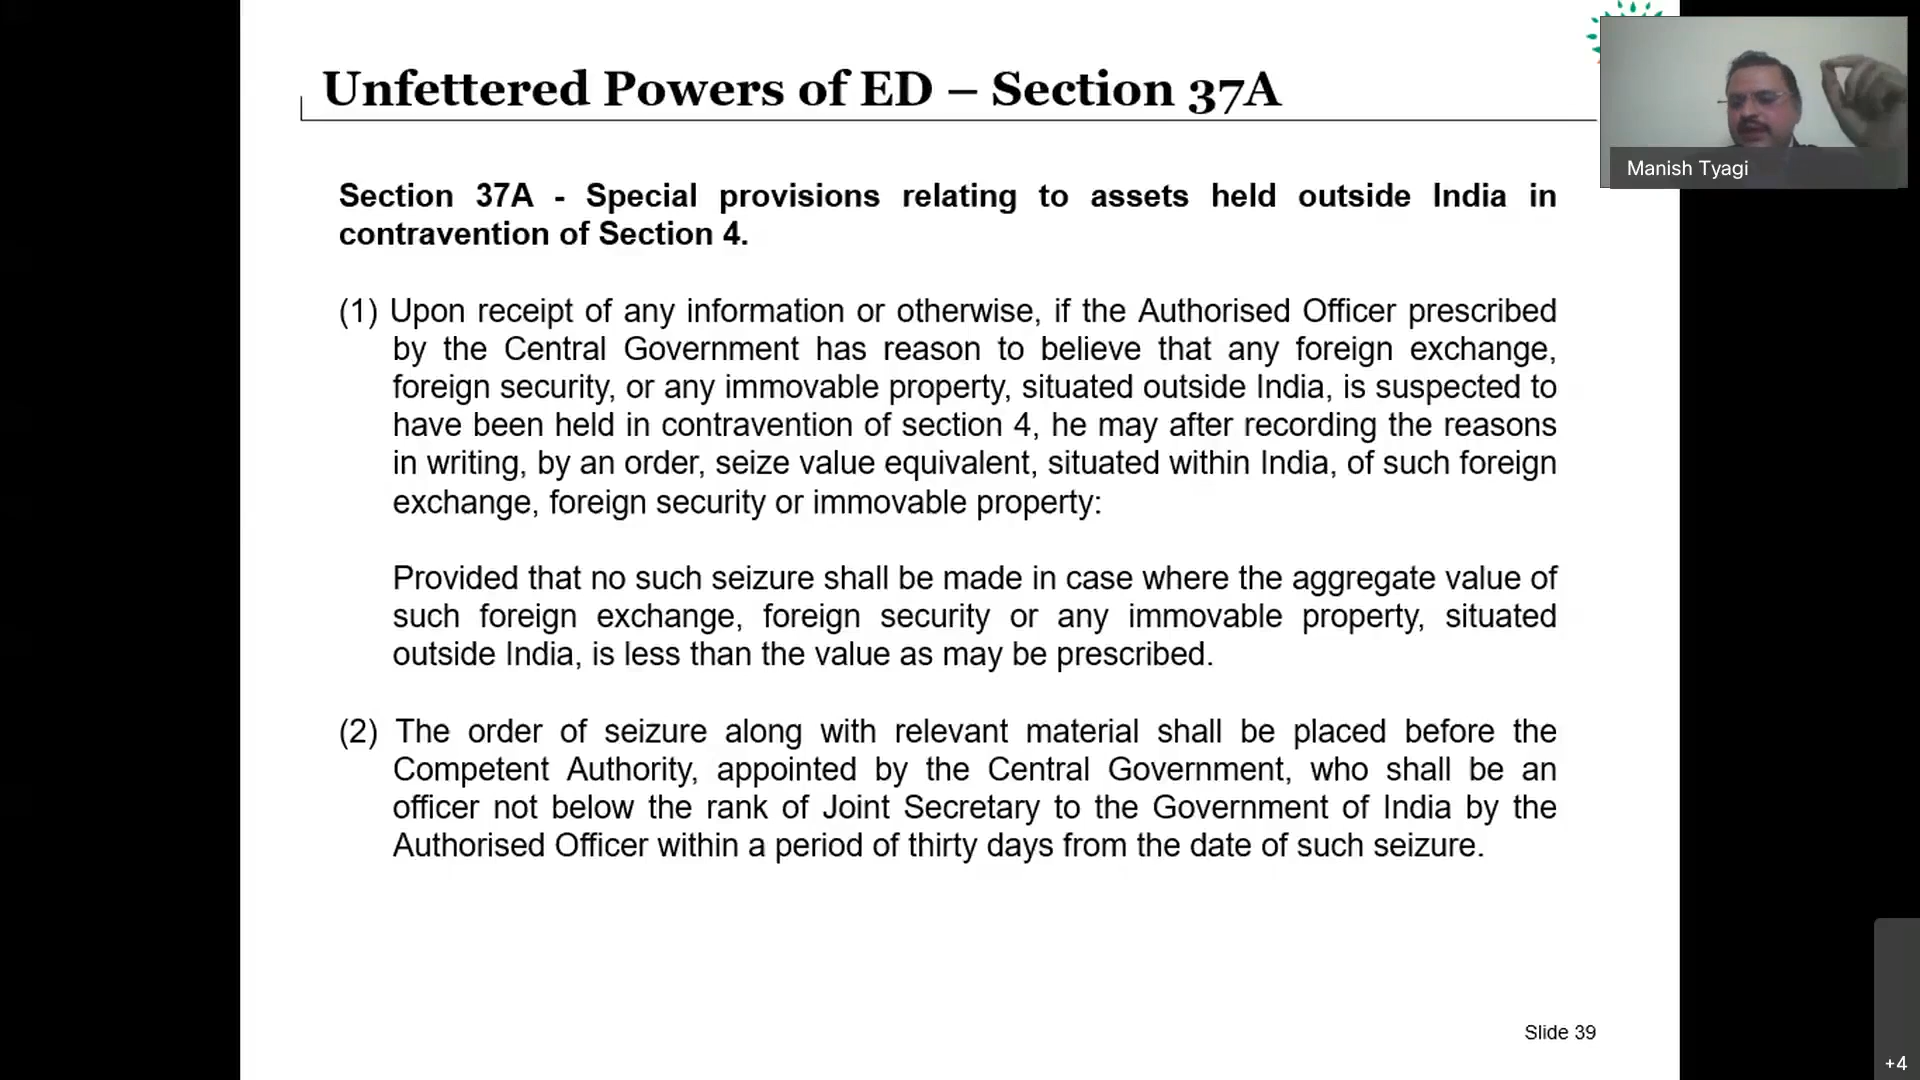 Unfettered Powers of ED – Section 37A
Manish Tyagi
Section 37A - Special provisions relating to assets held outside India in
contravention of Section 4.
(1) Upon receipt of any information or otherwise, if the Authorised Officer prescribed
by the Central Government has reason to believe that any foreign exchange,
foreign security, or any immovable property, situated outside India, is suspected to
have been held in contravention of section 4, he may after recording the reasons
in writing, by an order, seize value equivalent, situated within India, of such foreign
exchange, foreign security or immovable property:
Provided that no such seizure shall be made in case where the aggregate value of
such foreign exchange, foreign security or any immovable property, situated
outside India, is less than the value as may be prescribed.
(2) The order of seizure along with relevant material shall be placed before the
Competent Authority, appointed by the Central Government, who shall be an
officer not below the rank of Joint Secretary to the Government of India by the
Authorised Officer within a period of thirty days from the date of such seizure.
Slide 39
+4